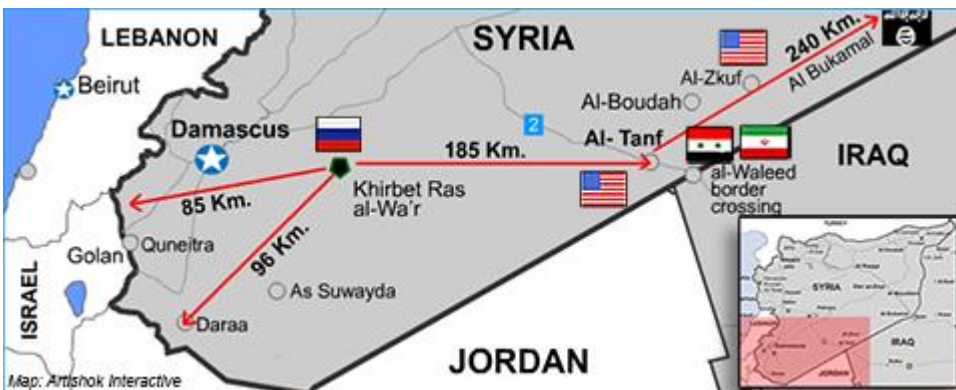 LEBANON
SYRIA
240 Km.
Al Bukamal
Beirut
Al-Zkuf
Al-Boudah
Damascus
2
Al- Tanf
185 Km.
IRAQ
Khirbet Ras
al-Wa'r
al-Waleed
border
crossing
85 Km.
96 Km.
Golan
Quneitra
As Suwayda
Daraa
ISRAEL
JORDAN
Map: Artishok Interactive
TURKEY
SYRIA
LEBANON
IRAQ
JORDAN